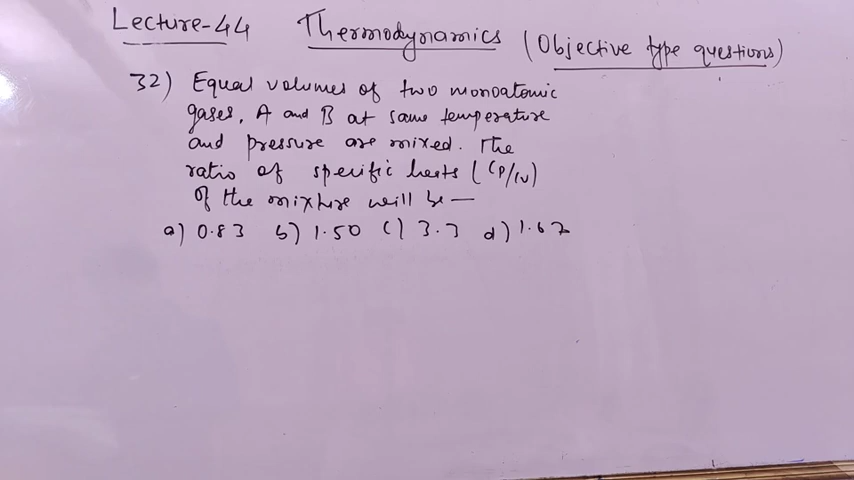 Lecture-44 Thermodynamics (Objective type questions)
32) Equal volumes of two monoatomic
gases, A and B at same temperature
and pressure are mixed. The
ratio of specific heats (Cp/Cv)
of the mixture will be —
a) 0.83 b) 1.50 c) 3.3 d) 1.67